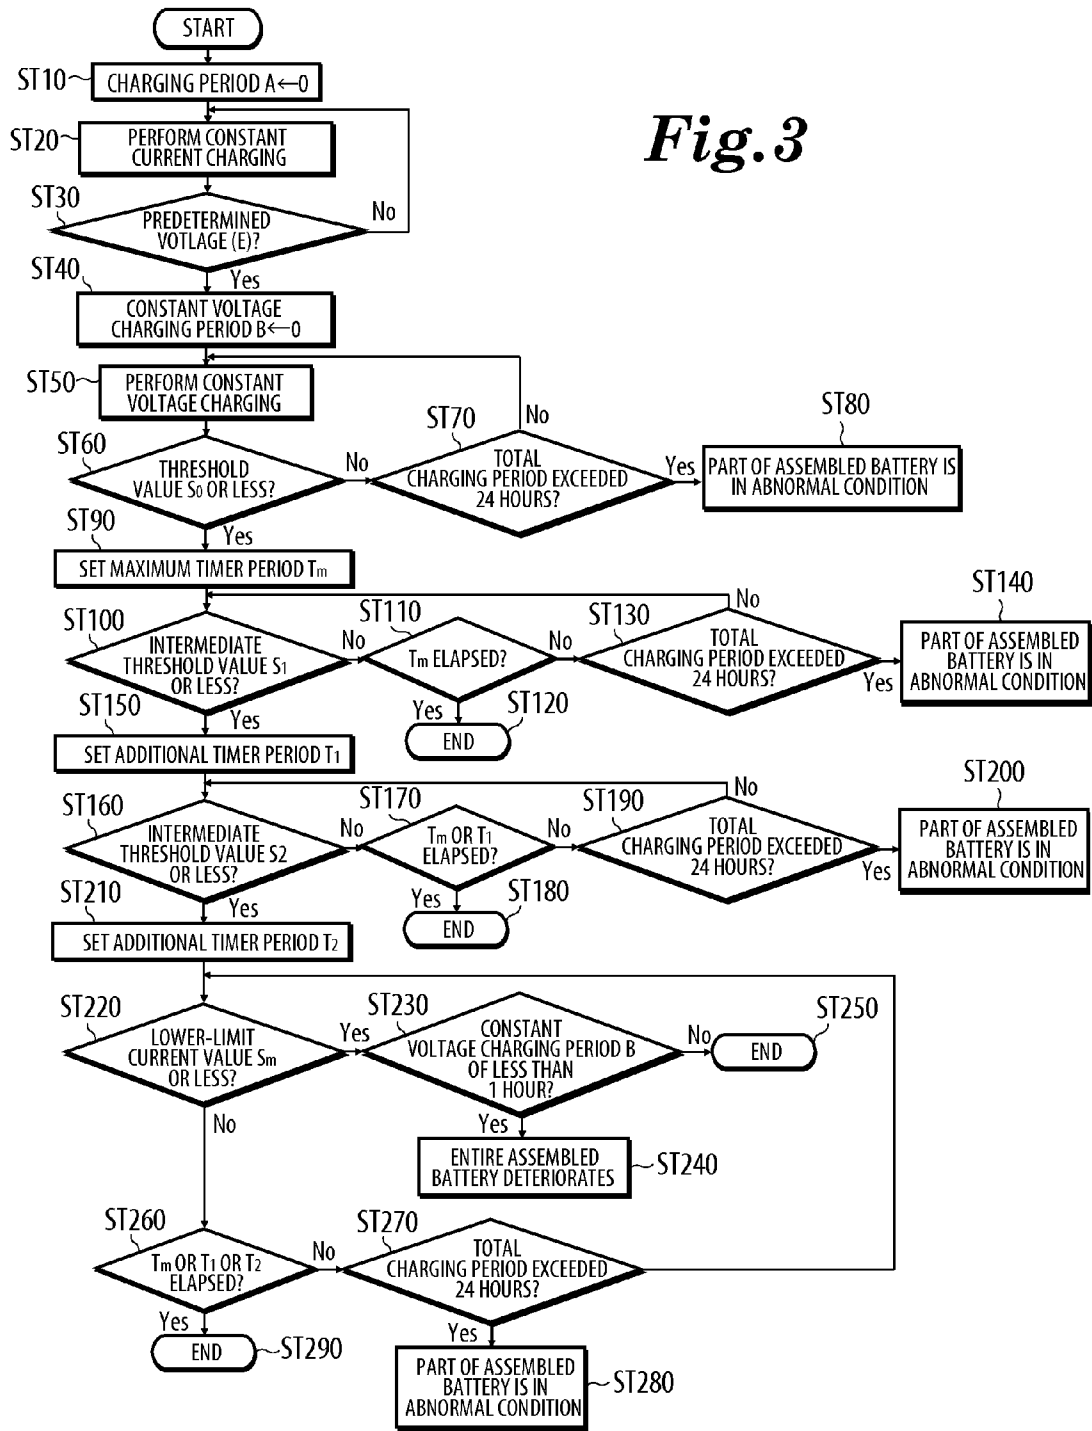 START
ST10
CHARGING PERIOD A←0
Fig.3
ST20
PERFORM CONSTANT
CURRENT CHARGING
ST30
PREDETERMINED
VOTLAGE (E)?
No
Yes
ST40
CONSTANT VOLTAGE
CHARGING PERIOD B←0
ST50
PERFORM CONSTANT
VOLTAGE CHARGING
ST60
THRESHOLD
VALUE S0 OR LESS?
No
Yes
ST70
TOTAL
CHARGING PERIOD EXCEEDED
24 HOURS?
No
Yes
ST80
PART OF ASSEMBLED BATTERY IS
IN ABNORMAL CONDITION
ST90
SET MAXIMUM TIMER PERIOD Tm
ST100
INTERMEDIATE
THRESHOLD VALUE S1
OR LESS?
No
Yes
ST110
Tm ELAPSED?
No
Yes
ST120
END
ST130
TOTAL
CHARGING PERIOD EXCEEDED
24 HOURS?
No
Yes
ST140
PART OF ASSEMBLED
BATTERY IS IN
ABNORMAL CONDITION
ST150
SET ADDITIONAL TIMER PERIOD T1
ST160
INTERMEDIATE
THRESHOLD VALUE S2
OR LESS?
No
Yes
ST170
Tm OR T1
ELAPSED?
No
Yes
ST180
END
ST190
TOTAL
CHARGING PERIOD EXCEEDED
24 HOURS?
No
Yes
ST200
PART OF ASSEMBLED
BATTERY IS IN
ABNORMAL CONDITION
ST210
SET ADDITIONAL TIMER PERIOD T2
ST220
LOWER-LIMIT
CURRENT VALUE Sm
OR LESS?
Yes
No
ST230
CONSTANT
VOLTAGE CHARGING PERIOD B
OF LESS THAN
1 HOUR?
No
Yes
ST250
END
ENTIRE ASSEMBLED
BATTERY DETERIORATES
ST240
ST260
Tm OR T1 OR T2
ELAPSED?
No
Yes
ST270
TOTAL
CHARGING PERIOD EXCEEDED
24 HOURS?
Yes
END
ST290
PART OF ASSEMBLED
BATTERY IS IN
ABNORMAL CONDITION
ST280